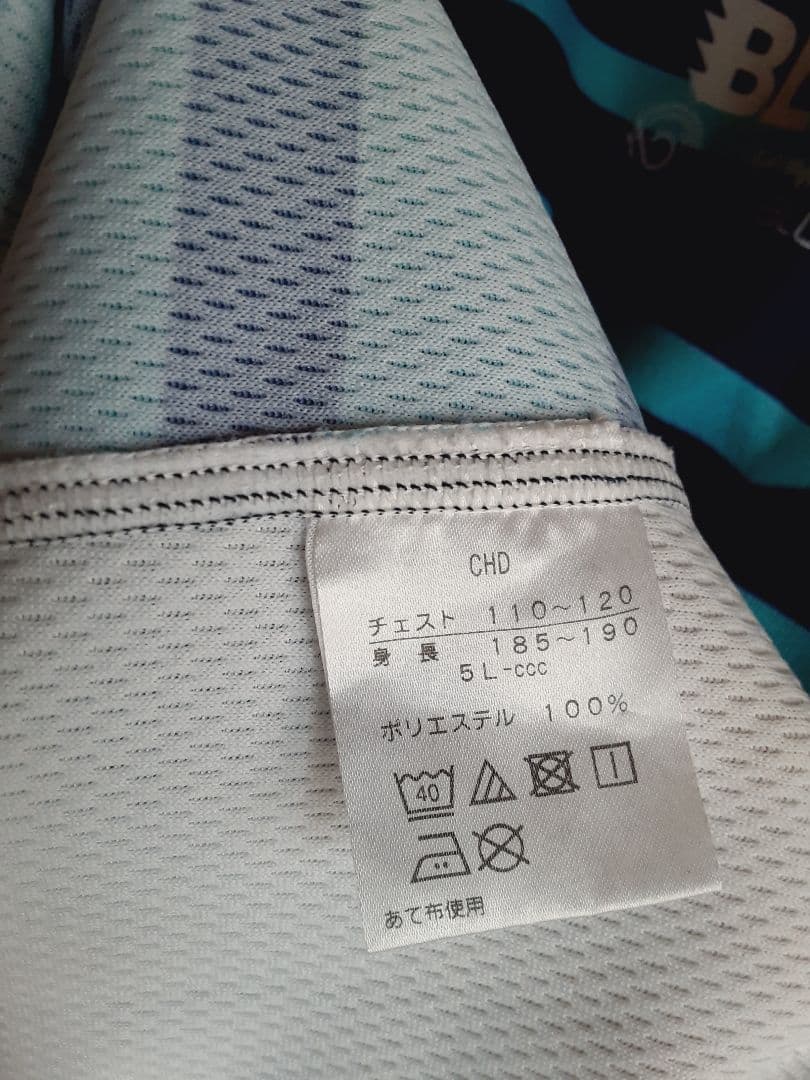 CHD
チェスト 110～120
身長 185～190
5L-ccc
ポリエステル 100%
40
あて布使用